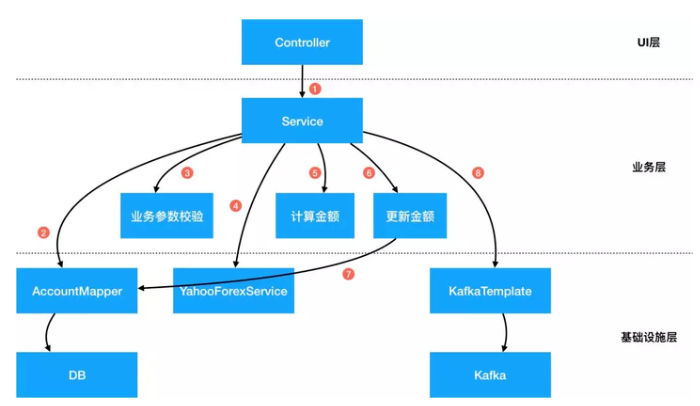 Controller
UI层
1
Service
业务层
3
5
6
8
4
2
业务参数校验
计算金额
更新金额
7
AccountMapper
YahooForexService
KafkaTemplate
基础设施层
DB
Kafka